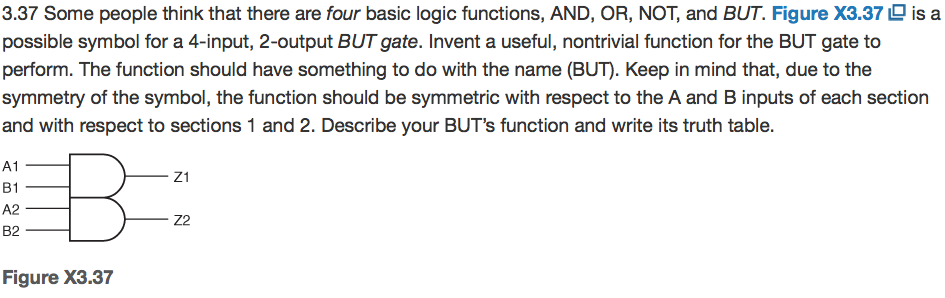 3.37 Some people think that there are four basic logic functions, AND, OR, NOT, and BUT. Figure X3.37 is a
possible symbol for a 4-input, 2-output BUT gate. Invent a useful, nontrivial function for the BUT gate to
perform. The function should have something to do with the name (BUT). Keep in mind that, due to the
symmetry of the symbol, the function should be symmetric with respect to the A and B inputs of each section
and with respect to sections 1 and 2. Describe your BUT's function and write its truth table.
A1
Z1
B1
A2
Z2
B2
Figure X3.37